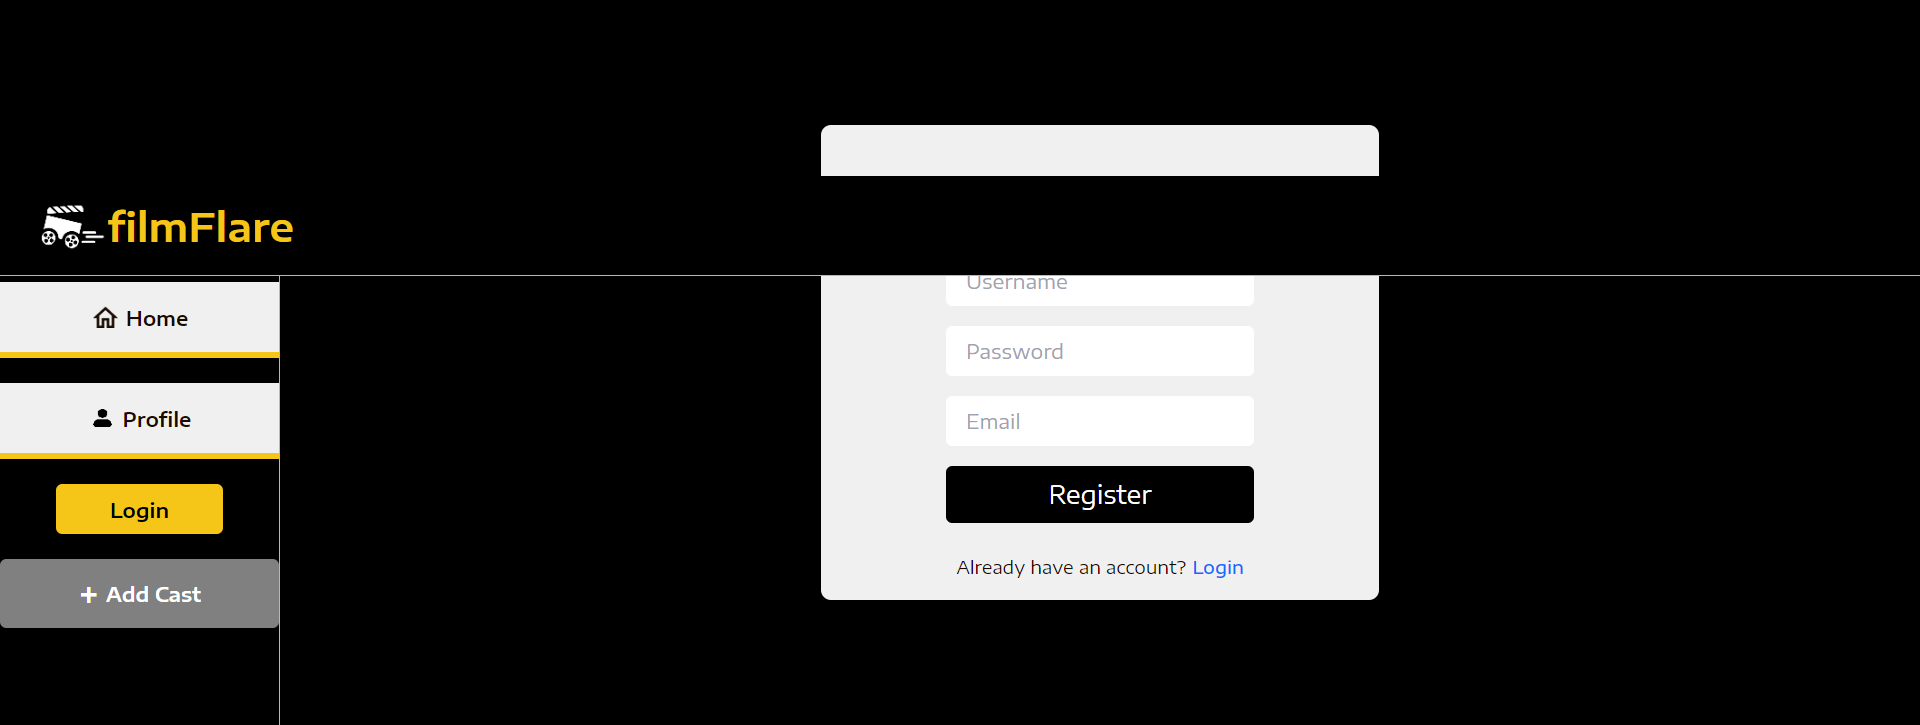 filmFlare
Home
Profile
Login
+ Add Cast
Username
Password
Email
Register
Already have an account? Login